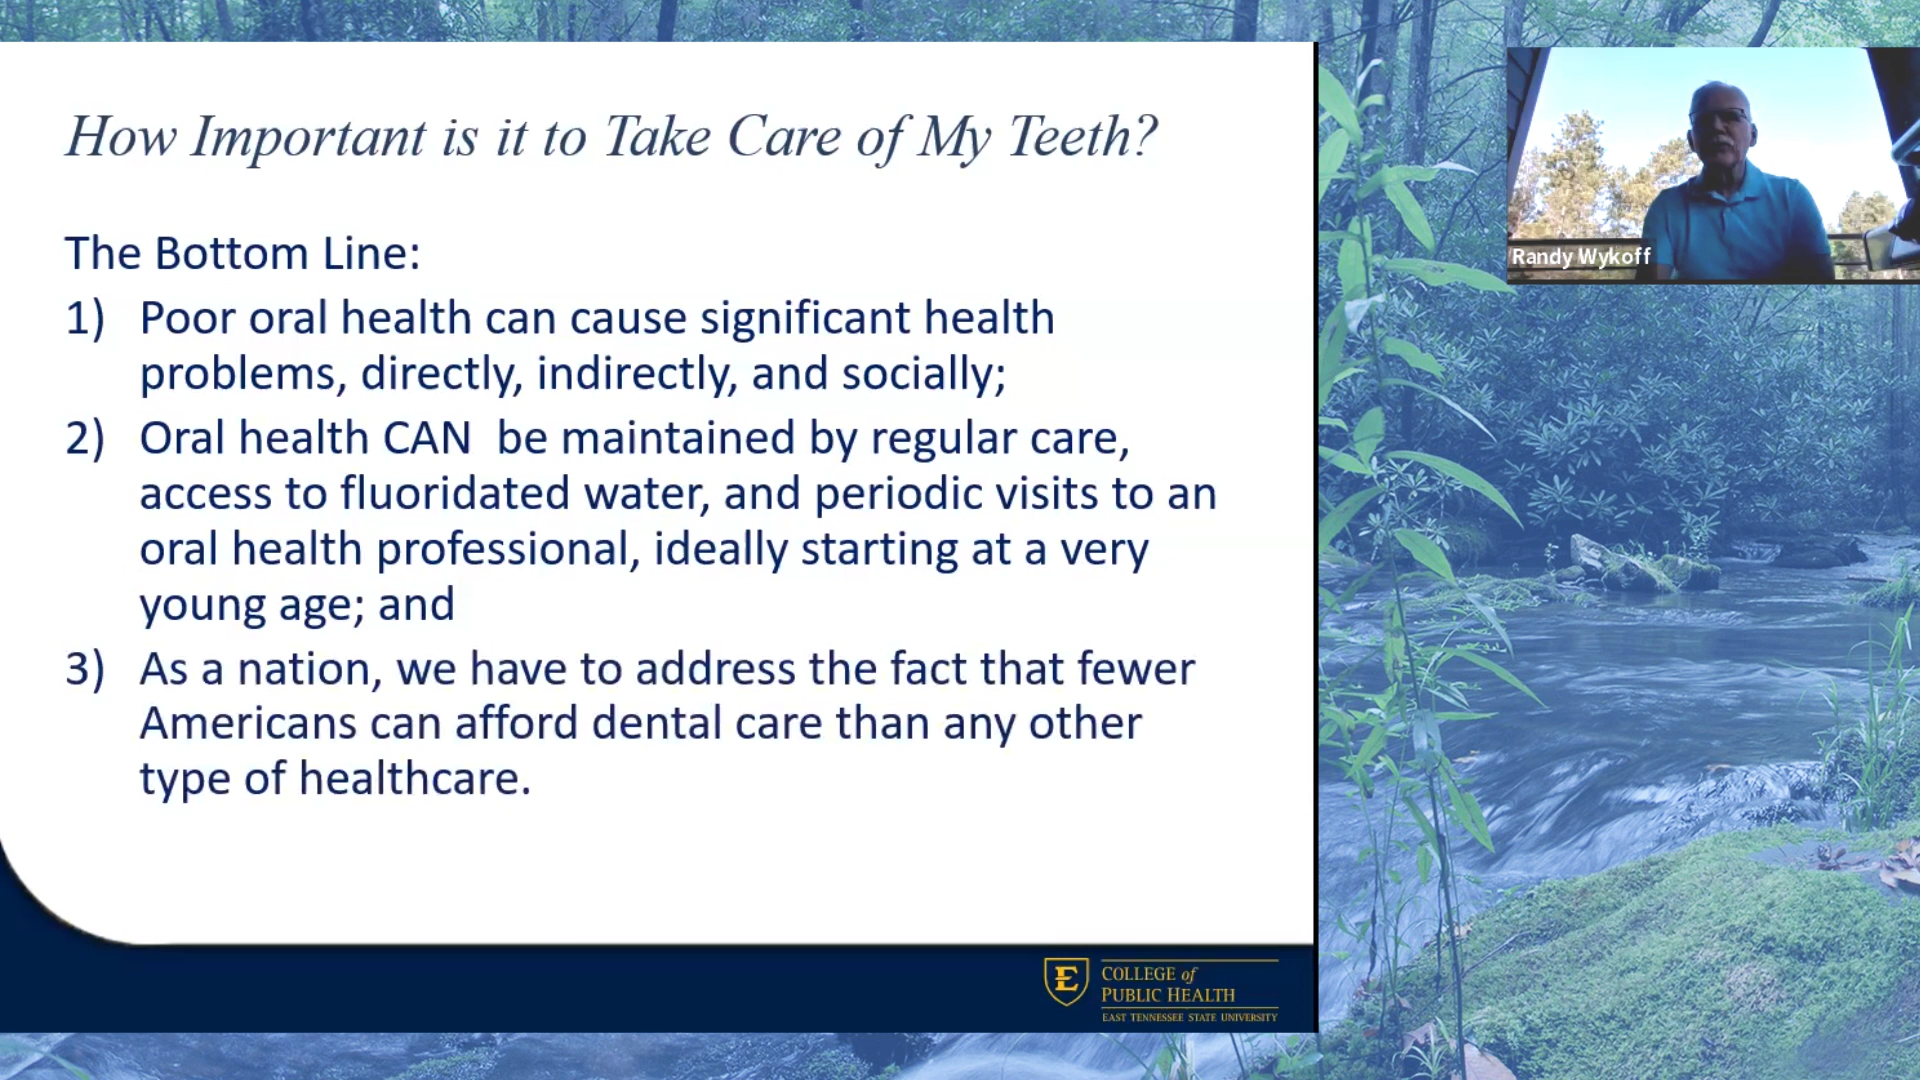 How Important is it to Take Care of My Teeth?
The Bottom Line:
1) Poor oral health can cause significant health
problems, directly, indirectly, and socially;
2) Oral health CAN be maintained by regular care,
access to fluoridated water, and periodic visits to an
oral health professional, ideally starting at a very
young age; and
3) As a nation, we have to address the fact that fewer
Americans can afford dental care than any other
type of healthcare.
Randy Wykoff
E
COLLEGE of
PUBLIC HEALTH
EAST TENNESSEE STATE UNIVERSITY